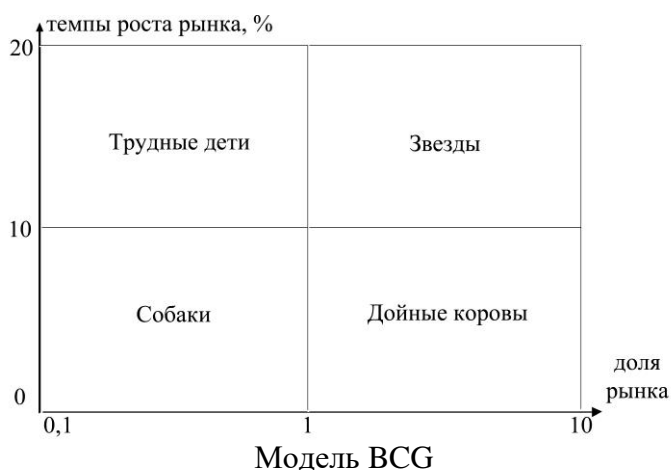 темпы роста рынка, %
20
Трудные дети
Звезды
10
Собаки
Дойные коровы
0
доля
рынка
0,1
1
10
Модель BCG